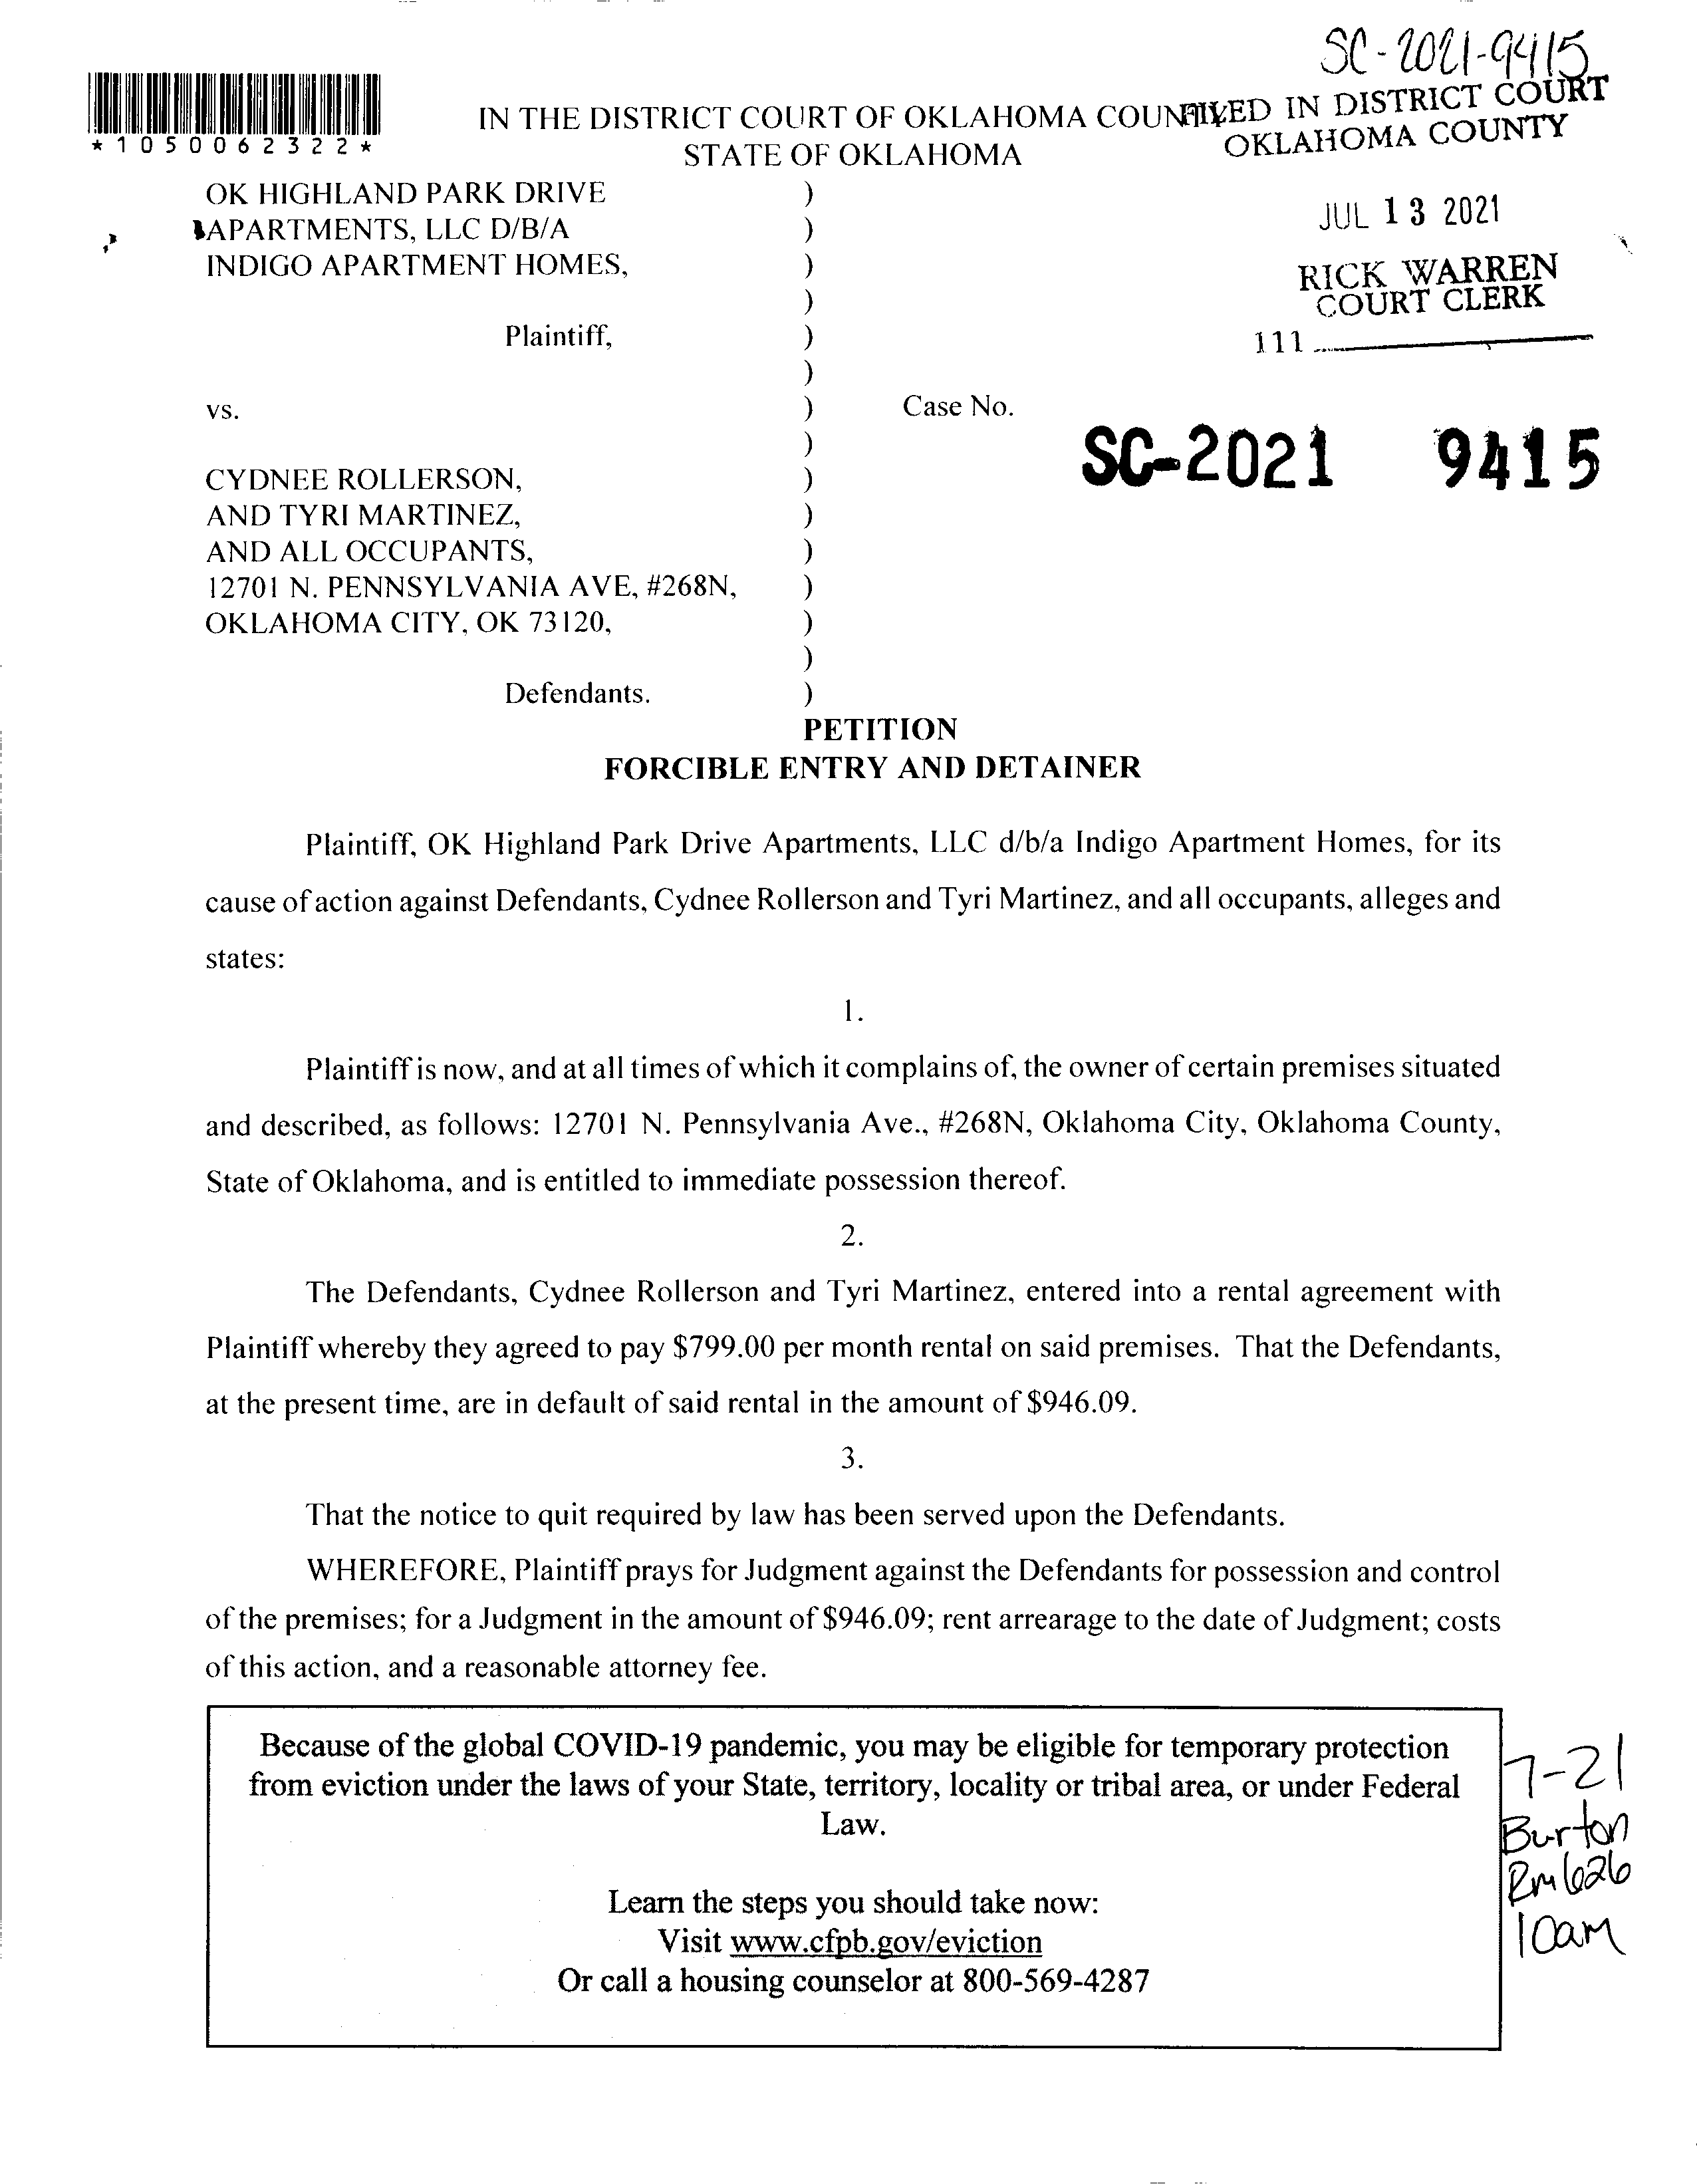 SC-2021-9415
IN THE DISTRICT COURT OF OKLAHOMA COUN
FILED IN DISTRICT COURT
OKLAHOMA COUNTY
*1050062322*
STATE OF OKLAHOMA
OK HIGHLAND PARK DRIVE )
APARTMENTS, LLC D/B/A )
JUL 13 2021
INDIGO APARTMENT HOMES, )
RICK WARREN
COURT CLERK
)
Plaintiff, )
111
)
vs. ) Case No.
)
SC-2021 9415
CYDNEE ROLLERSON, )
AND TYRI MARTINEZ, )
AND ALL OCCUPANTS, )
12701 N. PENNSYLVANIA AVE, #268N, )
OKLAHOMA CITY, OK 73120, )
)
Defendants. )
PETITION
FORCIBLE ENTRY AND DETAINER
Plaintiff, OK Highland Park Drive Apartments, LLC d/b/a Indigo Apartment Homes, for its
cause of action against Defendants, Cydnee Rollerson and Tyri Martinez, and all occupants, alleges and
states:
1.
Plaintiff is now, and at all times of which it complains of, the owner of certain premises situated
and described, as follows: 12701 N. Pennsylvania Ave., #268N, Oklahoma City, Oklahoma County,
State of Oklahoma, and is entitled to immediate possession thereof.
2.
The Defendants, Cydnee Rollerson and Tyri Martinez, entered into a rental agreement with
Plaintiff whereby they agreed to pay $799.00 per month rental on said premises. That the Defendants,
at the present time, are in default of said rental in the amount of $946.09.
3.
That the notice to quit required by law has been served upon the Defendants.
WHEREFORE, Plaintiff prays for Judgment against the Defendants for possession and control
of the premises; for a Judgment in the amount of $946.09; rent arrearage to the date of Judgment; costs
of this action, and a reasonable attorney fee.
Because of the global COVID-19 pandemic, you may be eligible for temporary protection
from eviction under the laws of your State, territory, locality or tribal area, or under Federal
Law.
Learn the steps you should take now:
Visit www.cfpb.gov/eviction
Or call a housing counselor at 800-569-4287
7-21
Burton
Rm 626
10am